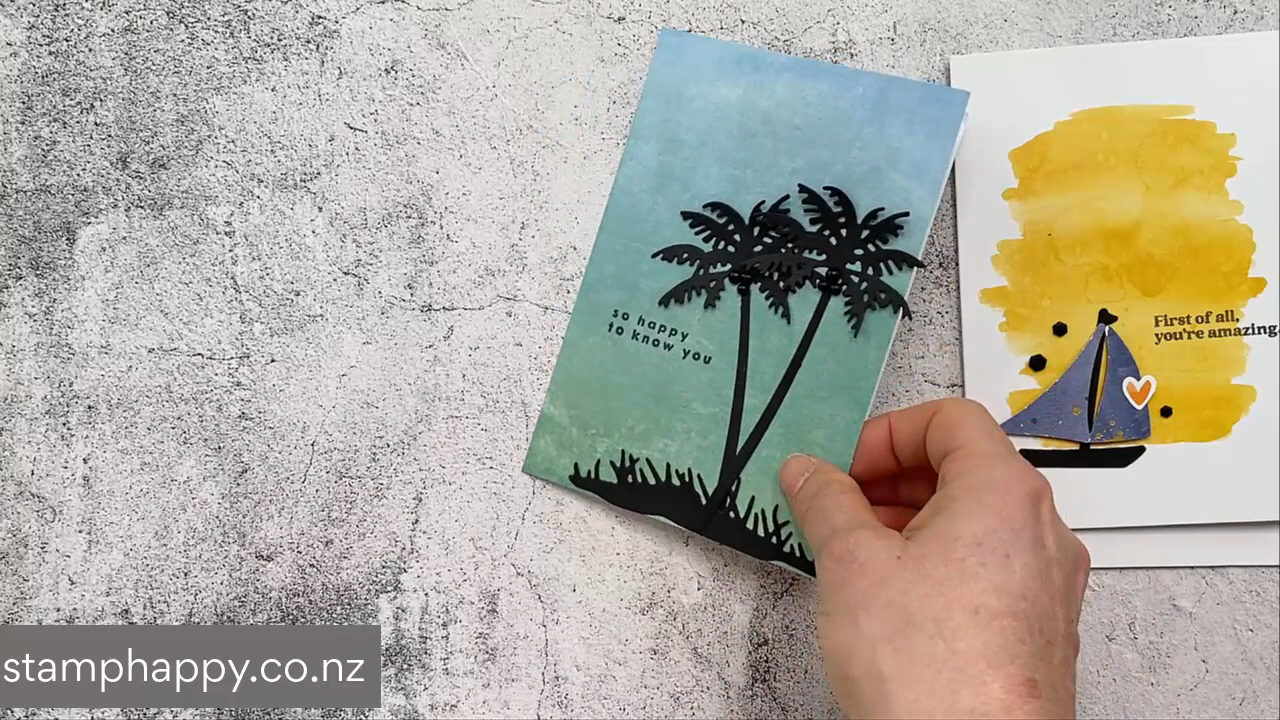 so happy
to know you
First of all,
you're amazing.
stamphappy.co.nz